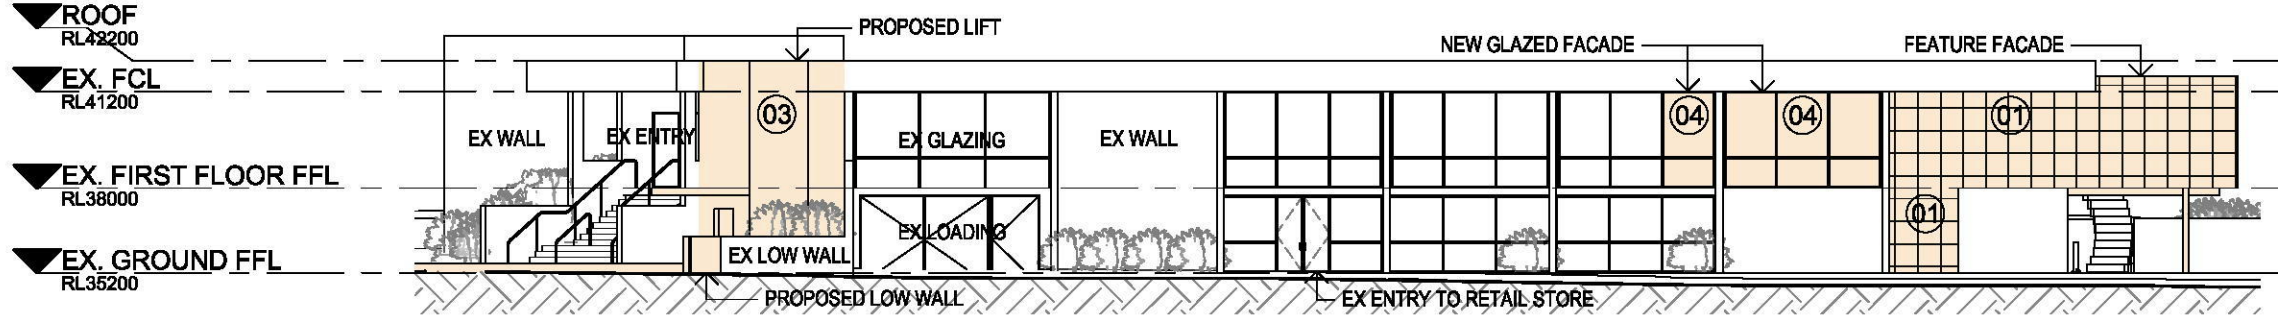 ROOF
RL42200
EX. FCL
RL41200
EX. FIRST FLOOR FFL
RL38000
EX. GROUND FFL
RL35200
PROPOSED LIFT
NEW GLAZED FACADE
FEATURE FACADE
03
04
04
01
EX WALL
EX ENTRY
EX GLAZING
EX WALL
01
EX LOADING
EX LOW WALL
PROPOSED LOW WALL
EX ENTRY TO RETAIL STORE